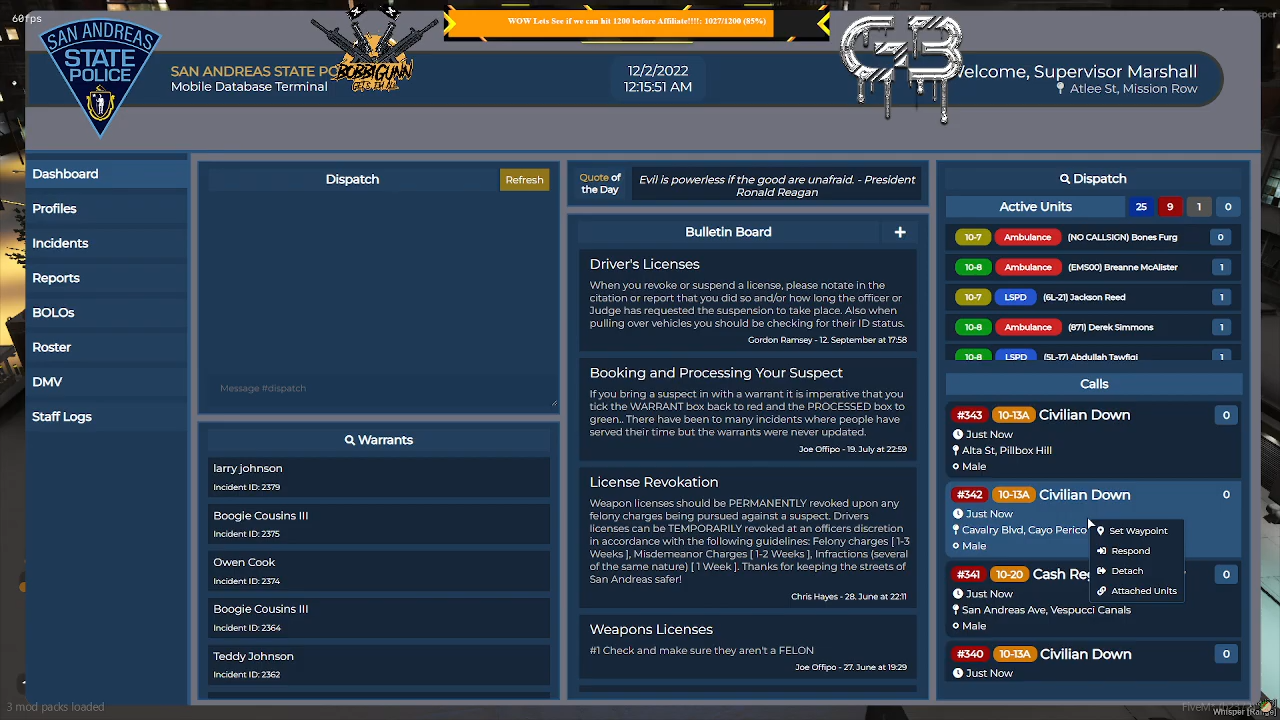 60fps
WOW Lets See if we can hit 1200 before Affiliate!!!!: 1027/1200 (85%)
SAN ANDREAS
STATE
POLICE
SAN ANDREAS STATE PO
Mobile Database Terminal
BOBBIGUNN
GETS 'EM ALL
12/2/2022
12:15:51 AM
GB
Welcome, Supervisor Marshall
Atlee St, Mission Row
Dashboard
Profiles
Incidents
Reports
BOLOs
Roster
DMV
Staff Logs
Dispatch
Refresh
Message #dispatch
Warrants
larry johnson
Incident ID: 2379
Boogie Cousins III
Incident ID: 2375
Owen Cook
Incident ID: 2374
Boogie Cousins III
Incident ID: 2364
Teddy Johnson
Incident ID: 2362
Quote of
the Day
Evil is powerless if the good are unafraid. - President
Ronald Reagan
Bulletin Board
+
Driver's Licenses
When you revoke or suspend a license, please notate in the
citation or report that you did so and/or how long the officer or
Judge has requested the suspension to take place. Also when
pulling over vehicles you should be checking for their ID status.
Gordon Ramsey - 12. September at 17:58
Booking and Processing Your Suspect
If you bring a suspect in with a warrant it is imperative that you
tick the WARRANT box back to red and the PROCESSED box to
green.. There have been to many incidents where people have
served their time but the warrants were never updated.
Joe Offipo - 19. July at 22:59
License Revokation
Weapon licenses should be PERMANENTLY revoked upon any
felony charges being pursued against a suspect. Drivers
licenses can be TEMPORARILY revoked at an officers discretion
in accordance with the following guidelines: Felony charges [ 1-3
Weeks ], Misdemeanor Charges [ 1-2 Weeks ], Infractions (several
of the same nature) [ 1 Week ]. Thanks for keeping the streets of
San Andreas safer!
Chris Hayes - 28. June at 22:11
Weapons Licenses
#1 Check and make sure they aren't a FELON
Joe Offipo - 27. June at 19:29
Dispatch
Active Units 25 9 1 0
10-7 Ambulance (NO CALLSIGN) Bones Furg 0
10-8 Ambulance (EMS00) Breanne McAlister 1
10-7 LSPD (6L-21) Jackson Reed 1
10-8 Ambulance (871) Derek Simmons 1
10-8 LSPD (5L-17) Abdullah Tawfiqi 1
Calls
#343 10-13A Civilian Down 0
Just Now
Alta St, Pillbox Hill
Male
#342 10-13A Civilian Down 0
Just Now
Cavalry Blvd, Cayo Perico
Male
Set Waypoint
Respond
Detach
Attached Units
#341 10-20 Cash Reg 0
Just Now
San Andreas Ave, Vespucci Canals
Male
#340 10-13A Civilian Down 0
Just Now
3 mod packs loaded
Whisper [Range]